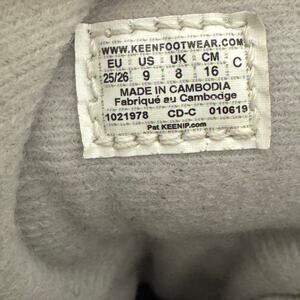 WWW.KEENFOOTWEAR.COM
EU US UK CM C
25/26 9 8 16
MADE IN CAMBODIA
Fabriqué au Cambodge
1021978 CD-C 010619
Pat KEENIP.com